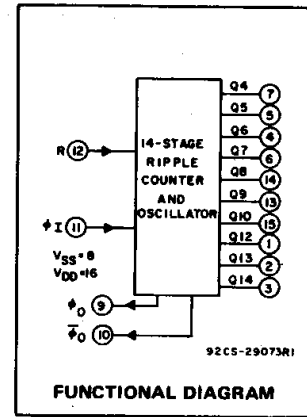 Q4 7
Q5 5
Q6 4
Q7 6
Q8 14
Q9 13
Q10 15
Q12 1
Q13 2
Q14 3
R 12
14-STAGE
RIPPLE
COUNTER
AND
OSCILLATOR
ϕI 11
VSS=8
VDD=16
ϕO 9
ϕ̅O 10
92CS-29073R1
FUNCTIONAL DIAGRAM